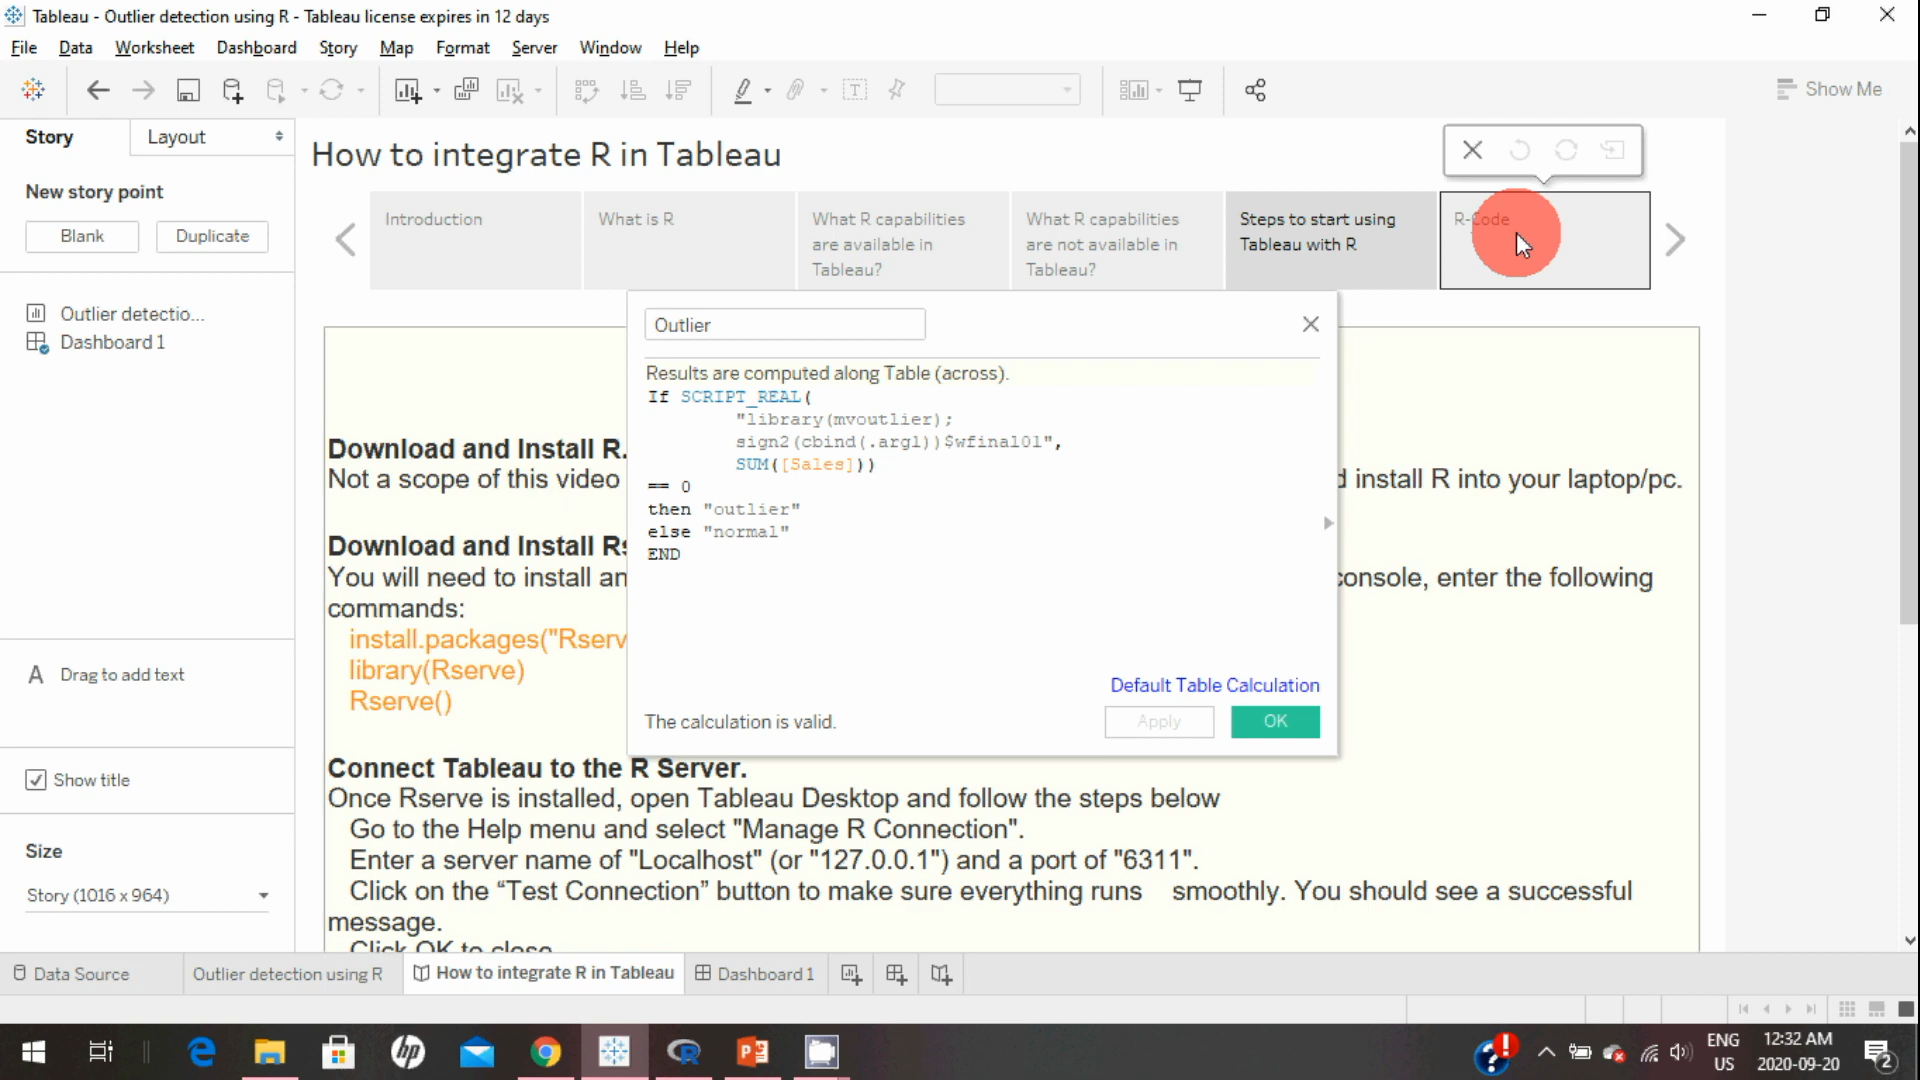 Tableau - Outlier detection using R - Tableau license expires in 12 days
File Data Worksheet Dashboard Story Map Format Server Window Help
Show Me
Story Layout
New story point
Blank Duplicate
Outlier detectio...
Dashboard 1
A Drag to add text
Show title
Size
Story (1016 x 964)
How to integrate R in Tableau
Introduction
What is R
What R capabilities
are available in
Tableau?
What R capabilities
are not available in
Tableau?
Steps to start using
Tableau with R
R-Code
Outlier
Results are computed along Table (across).
If SCRIPT_REAL(
"library(mvoutlier);
sign2(cbind(.arg1))$wfinal01",
SUM([Sales]))
== 0
then "outlier"
else "normal"
END
Default Table Calculation
The calculation is valid.
Apply OK
Download and Install R.
Not a scope of this video install R into your laptop/pc.
Download and Install
You will need to install console, enter the following
commands:
install.packages("Rserv
library(Rserve)
Rserve()
Connect Tableau to the R Server.
Once Rserve is installed, open Tableau Desktop and follow the steps below
Go to the Help menu and select "Manage R Connection".
Enter a server name of "Localhost" (or "127.0.0.1") and a port of "6311".
Click on the “Test Connection” button to make sure everything runs smoothly. You should see a successful
message.
Click OK to close
Data Source Outlier detection using R How to integrate R in Tableau Dashboard 1
hp
ENG
US
12:32 AM
2020-09-20
2